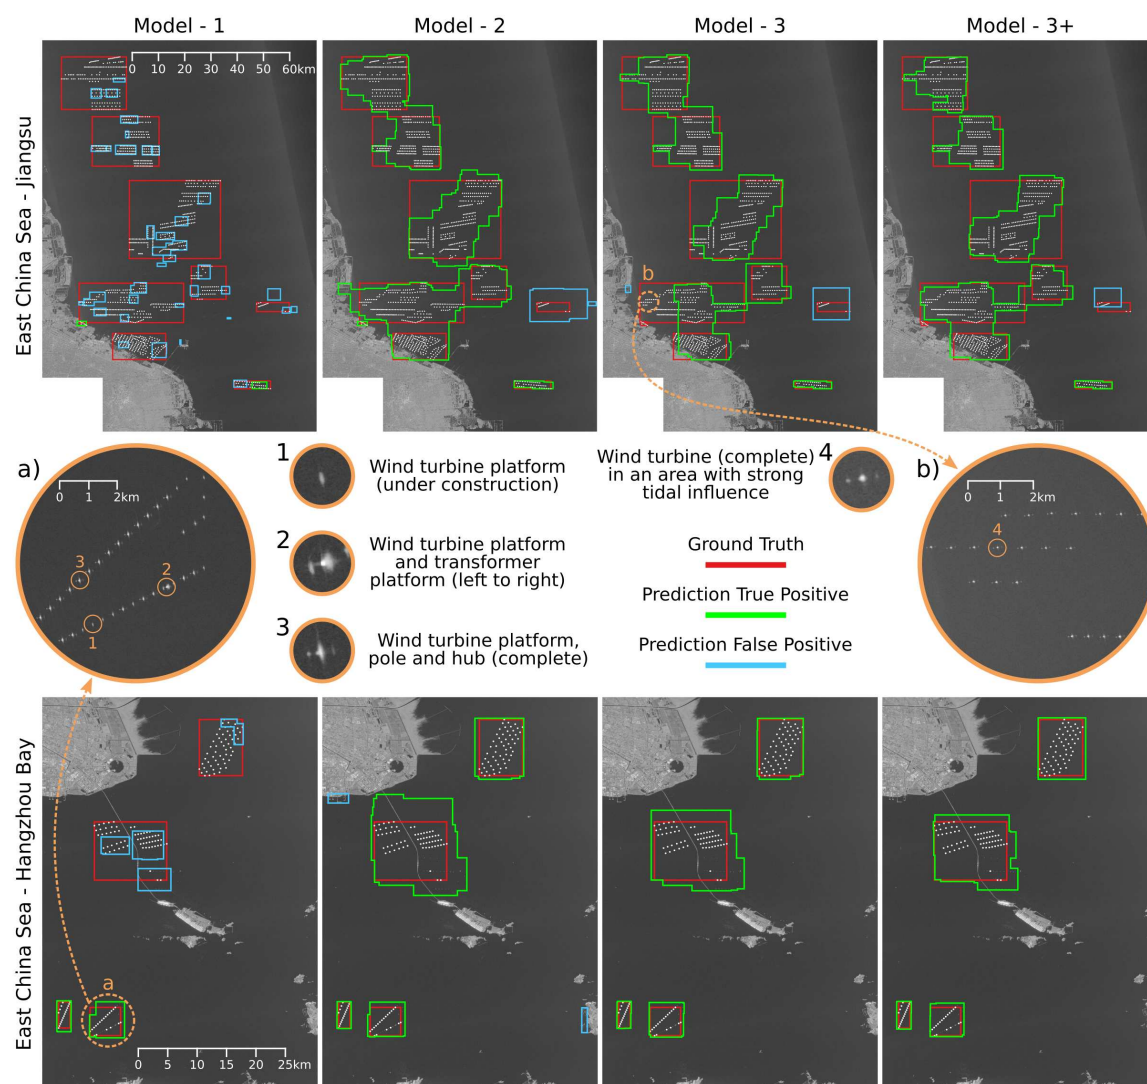 Model - 1
Model - 2
Model - 3
Model - 3+
East China Sea - Jiangsu
0 10 20 30 40 50 60km
b
a)
0 1 2km
3
2
1
1
Wind turbine platform
(under construction)
2
Wind turbine platform
and transformer
platform (left to right)
3
Wind turbine platform,
pole and hub (complete)
Wind turbine (complete)
in an area with strong
tidal influence
4
Ground Truth
Prediction True Positive
Prediction False Positive
b)
0 1 2km
4
East China Sea - Hangzhou Bay
a
0 5 10 15 20 25km